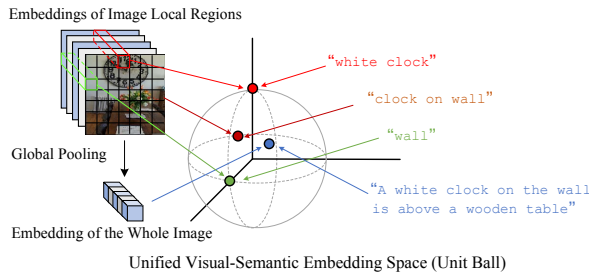 Embeddings of Image Local Regions
"white clock"
"clock on wall"
"wall"
Global Pooling
"A white clock on the wall
is above a wooden table"
Embedding of the Whole Image
Unified Visual-Semantic Embedding Space (Unit Ball)